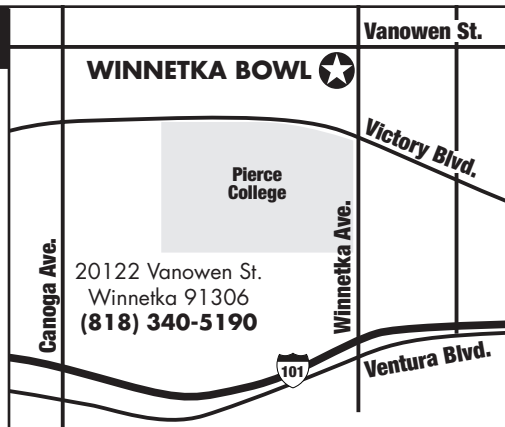 Vanowen St.
WINNETKA BOWL
Victory Blvd.
Pierce
College
Canoga Ave.
20122 Vanowen St.
Winnetka 91306
(818) 340-5190
Winnetka Ave.
101
Ventura Blvd.